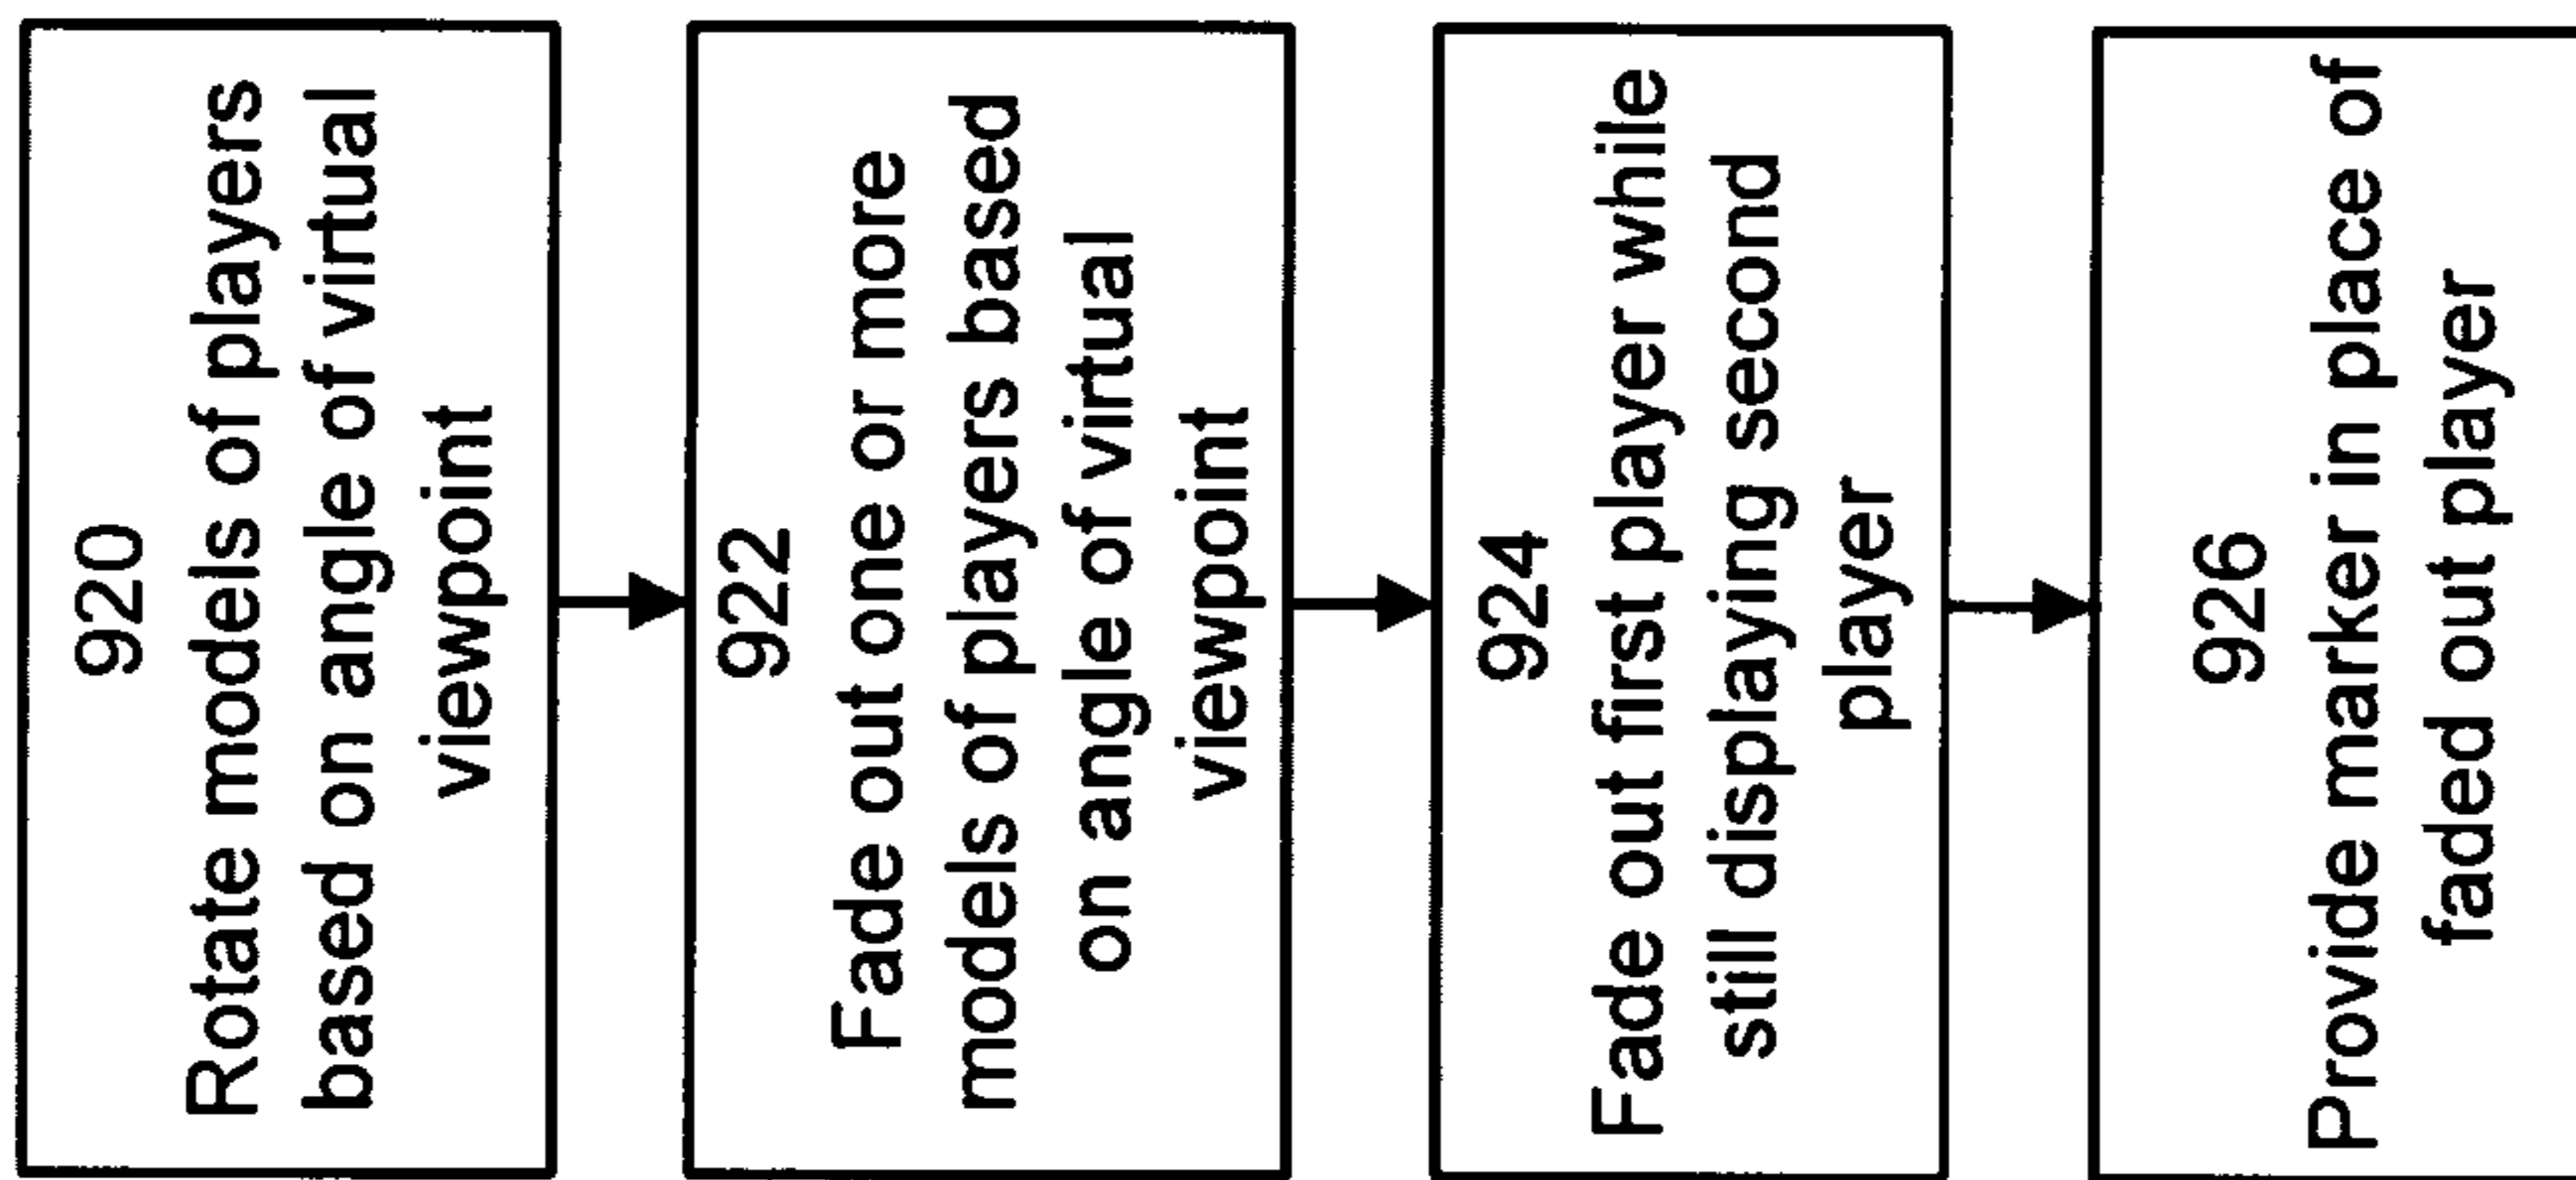 920
Rotate models of players
based on angle of virtual
viewpoint
922
Fade out one or more
models of players based
on angle of virtual
viewpoint
924
Fade out first player while
still displaying second
player
926
Provide marker in place of
faded out player